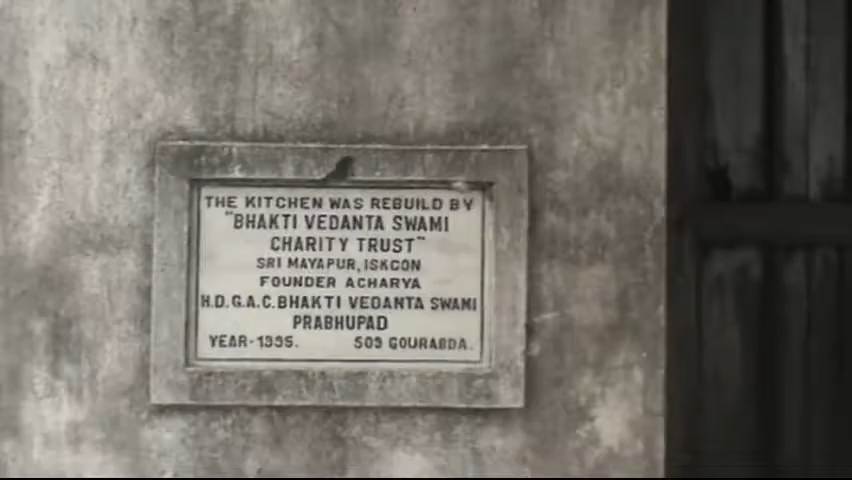 THE KITCHEN WAS REBUILD BY
"BHAKTI VEDANTA SWAMI
CHARITY TRUST"
SRI MAYAPUR, ISKCON
FOUNDER ACHARYA
H.D.G.A.C. BHAKTI VEDANTA SWAMI
PRABHUPAD
YEAR-1995. 509 GOURABDA.